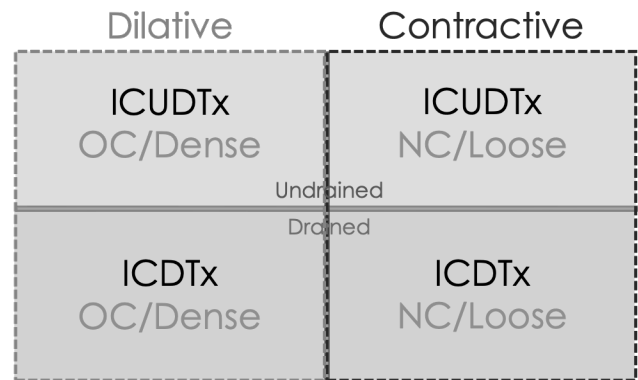 Dilative Contractive
ICUDTx ICUDTx
OC/Dense NC/Loose
Undrained
Drained
ICDTx ICDTx
OC/Dense NC/Loose